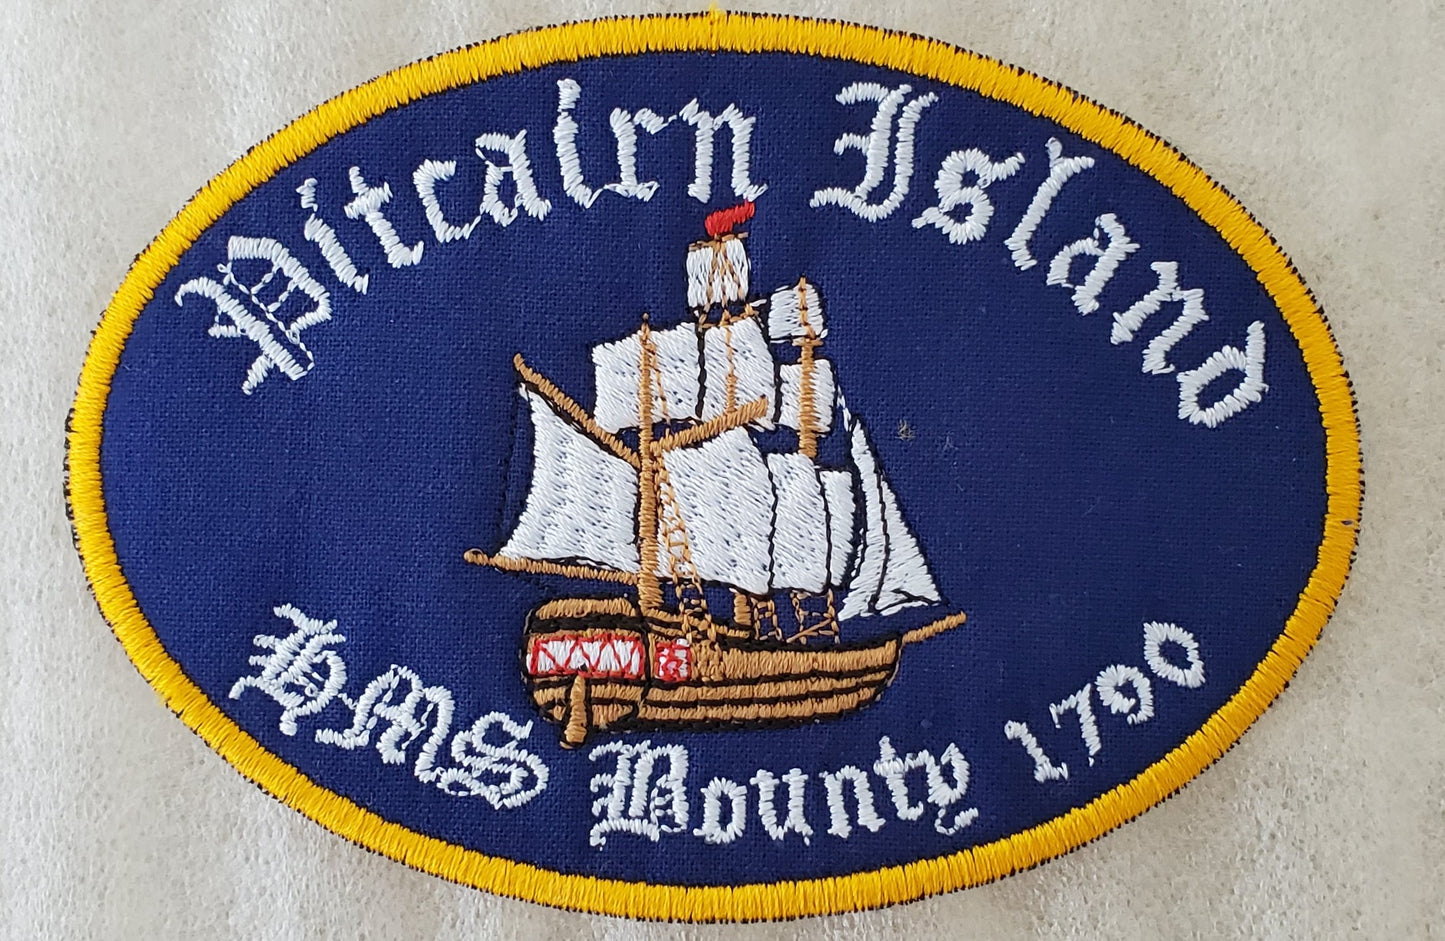 Pitcairn Island
HMS Bounty 1790